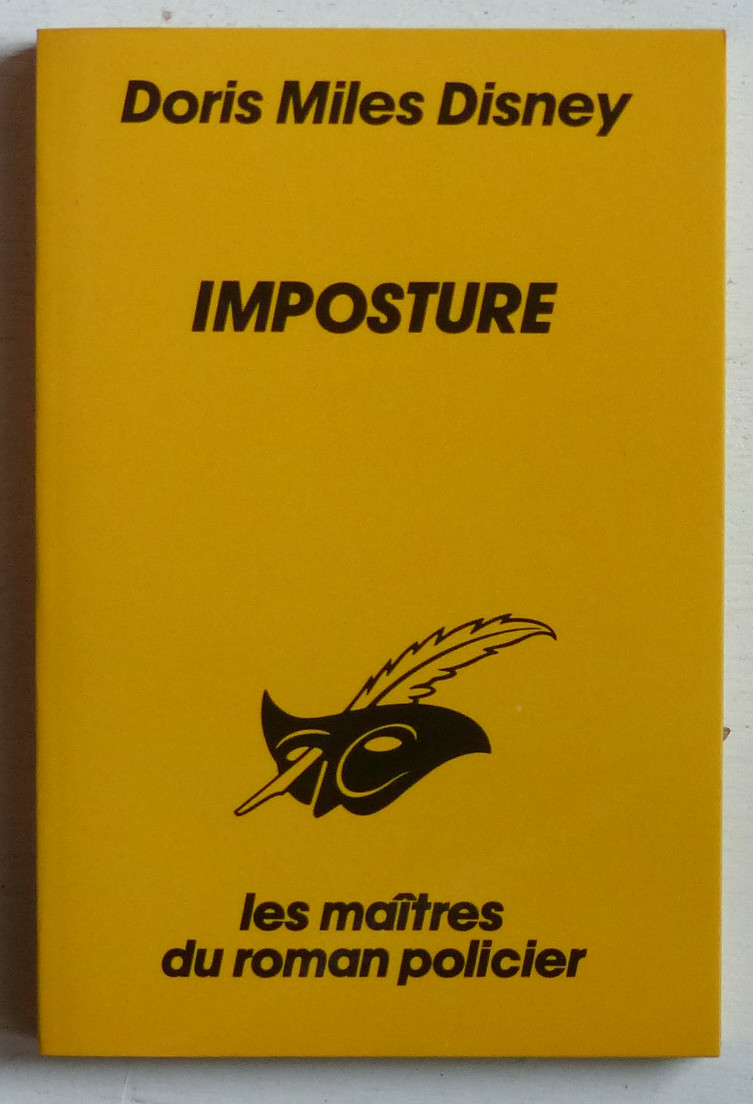 Doris Miles Disney
IMPOSTURE
les maîtres
du roman policier